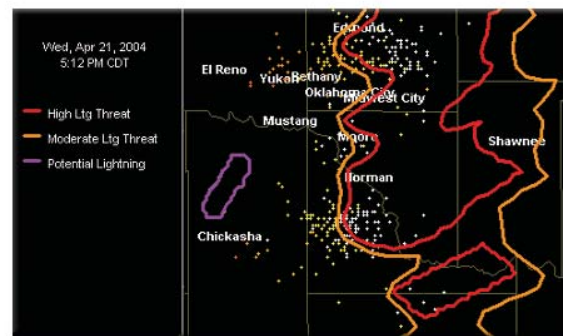 Wed, Apr 21, 2004
5:12 PM CDT
High Ltg Threat
Moderate Ltg Threat
Potential Lightning
Edmond
El Reno
Yukon
Bethany
Oklahoma City
Midwest City
Mustang
Moore
Shawnee
Norman
Chickasha